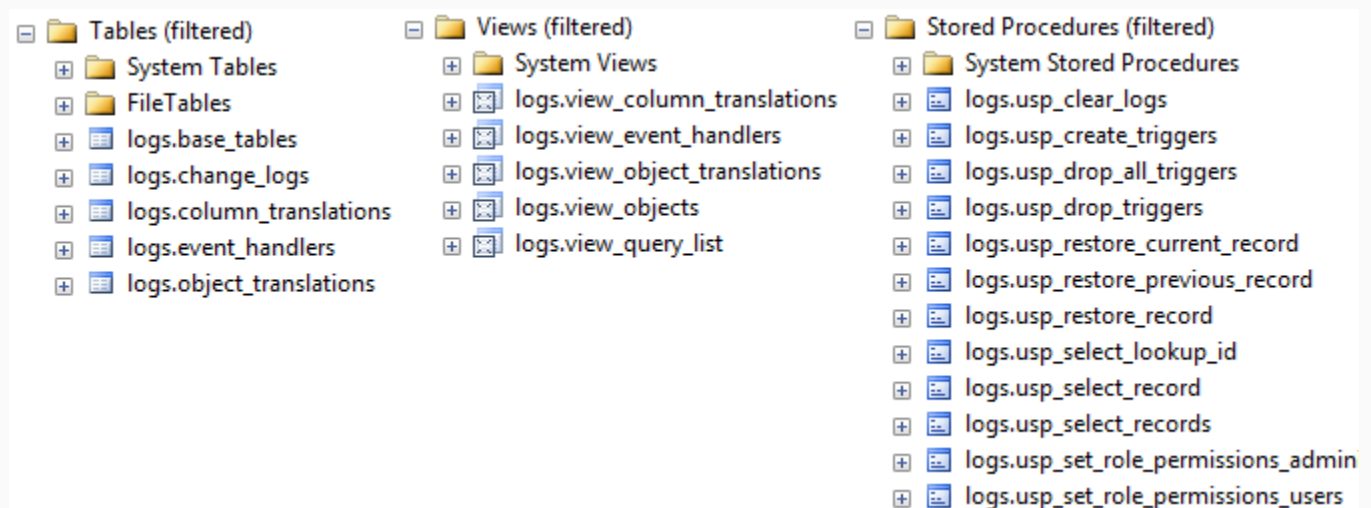 Tables (filtered)
System Tables
FileTables
logs.base_tables
logs.change_logs
logs.column_translations
logs.event_handlers
logs.object_translations
Views (filtered)
System Views
logs.view_column_translations
logs.view_event_handlers
logs.view_object_translations
logs.view_objects
logs.view_query_list
Stored Procedures (filtered)
System Stored Procedures
logs.usp_clear_logs
logs.usp_create_triggers
logs.usp_drop_all_triggers
logs.usp_drop_triggers
logs.usp_restore_current_record
logs.usp_restore_previous_record
logs.usp_restore_record
logs.usp_select_lookup_id
logs.usp_select_record
logs.usp_select_records
logs.usp_set_role_permissions_admin
logs.usp_set_role_permissions_users